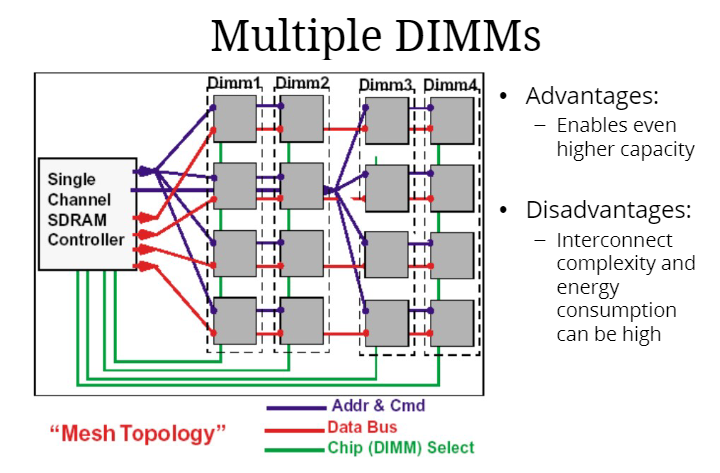 Multiple DIMMs
Dimm1 Dimm2 Dimm3 Dimm4
Single
Channel
SDRAM
Controller
"Mesh Topology"
Addr & Cmd
Data Bus
Chip (DIMM) Select
• Advantages:
– Enables even
higher capacity
• Disadvantages:
– Interconnect
complexity and
energy
consumption
can be high